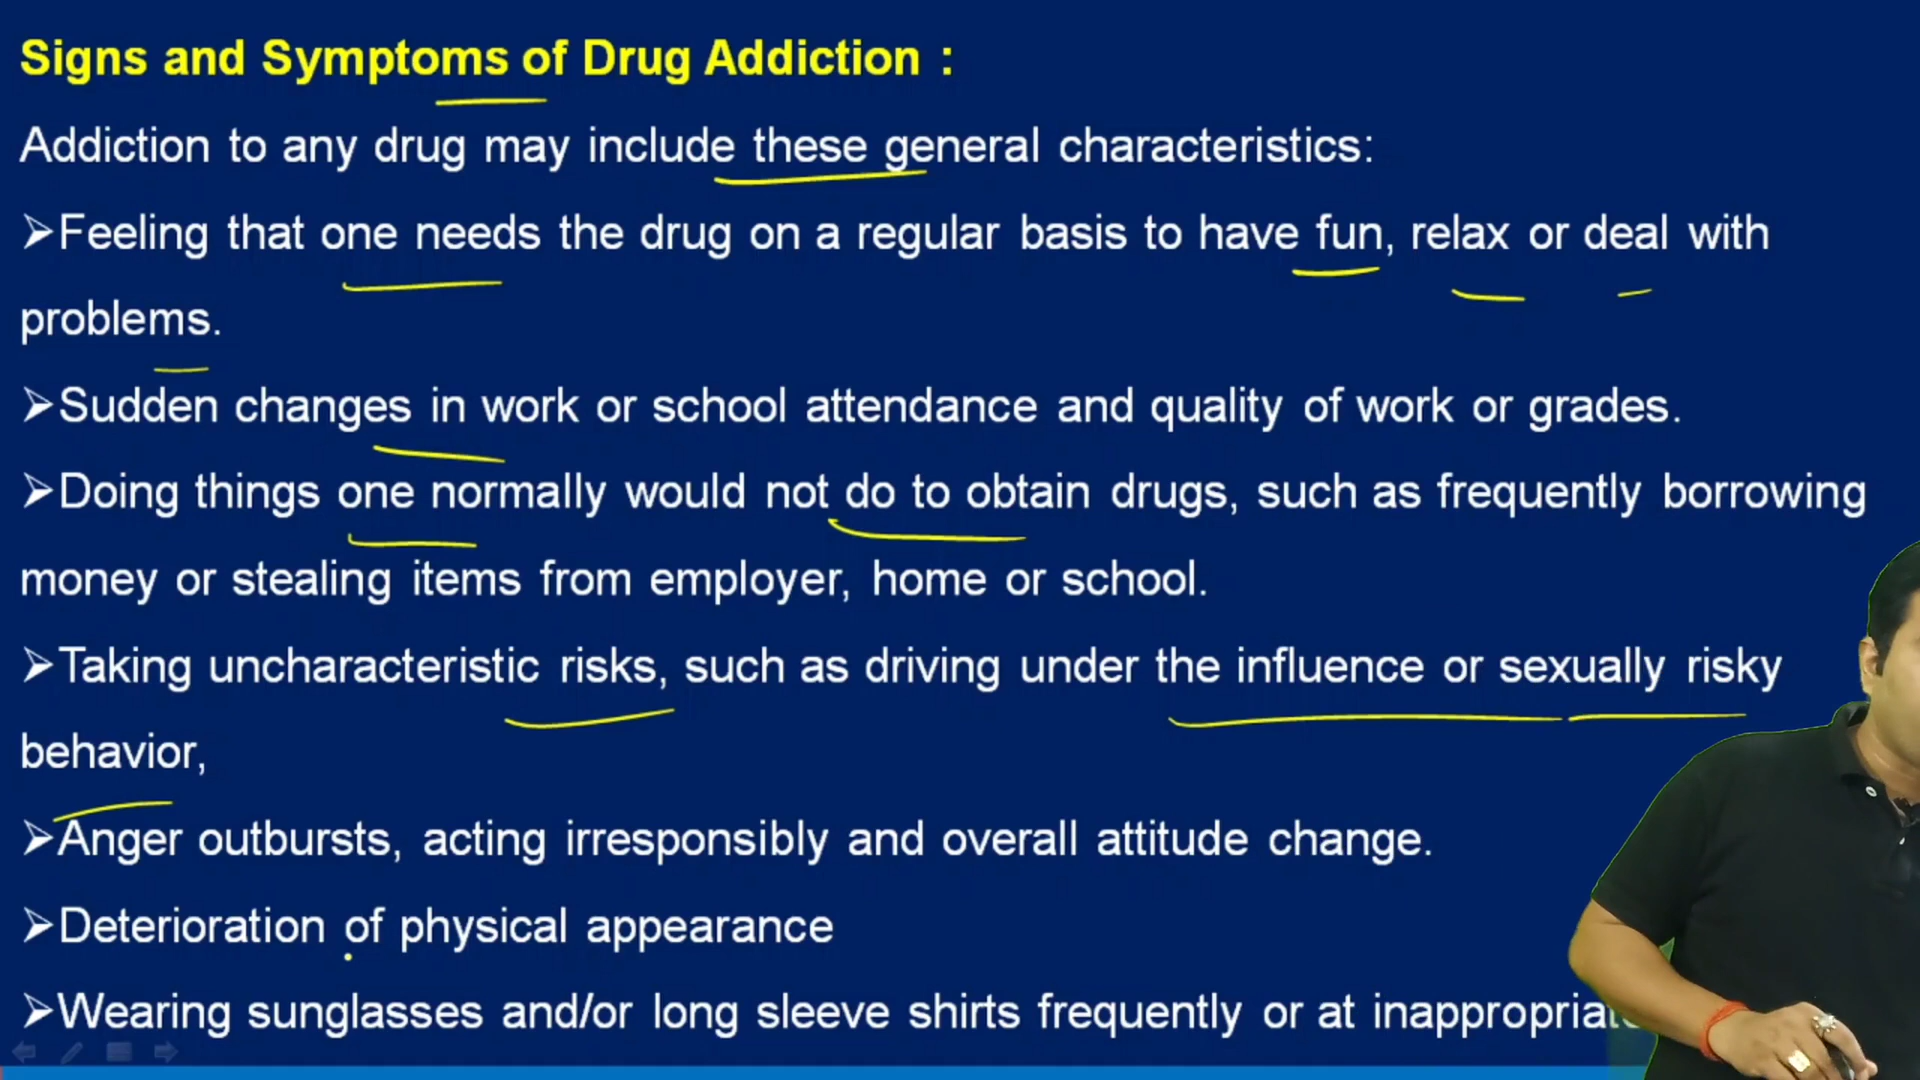 Signs and Symptoms of Drug Addiction :
Addiction to any drug may include these general characteristics:
➢Feeling that one needs the drug on a regular basis to have fun, relax or deal with
problems.
➢Sudden changes in work or school attendance and quality of work or grades.
➢Doing things one normally would not do to obtain drugs, such as frequently borrowing
money or stealing items from employer, home or school.
➢Taking uncharacteristic risks, such as driving under the influence or sexually risky
behavior,
➢Anger outbursts, acting irresponsibly and overall attitude change.
➢Deterioration of physical appearance
➢Wearing sunglasses and/or long sleeve shirts frequently or at